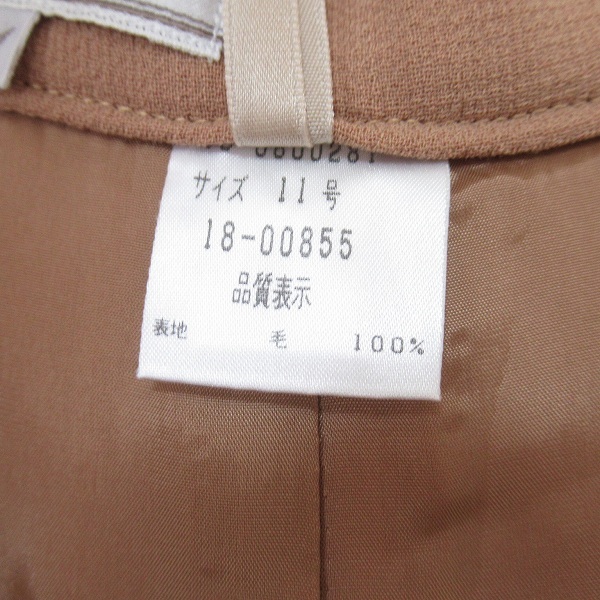 サイズ 11号
18-00855
品質表示
表地 毛 100%